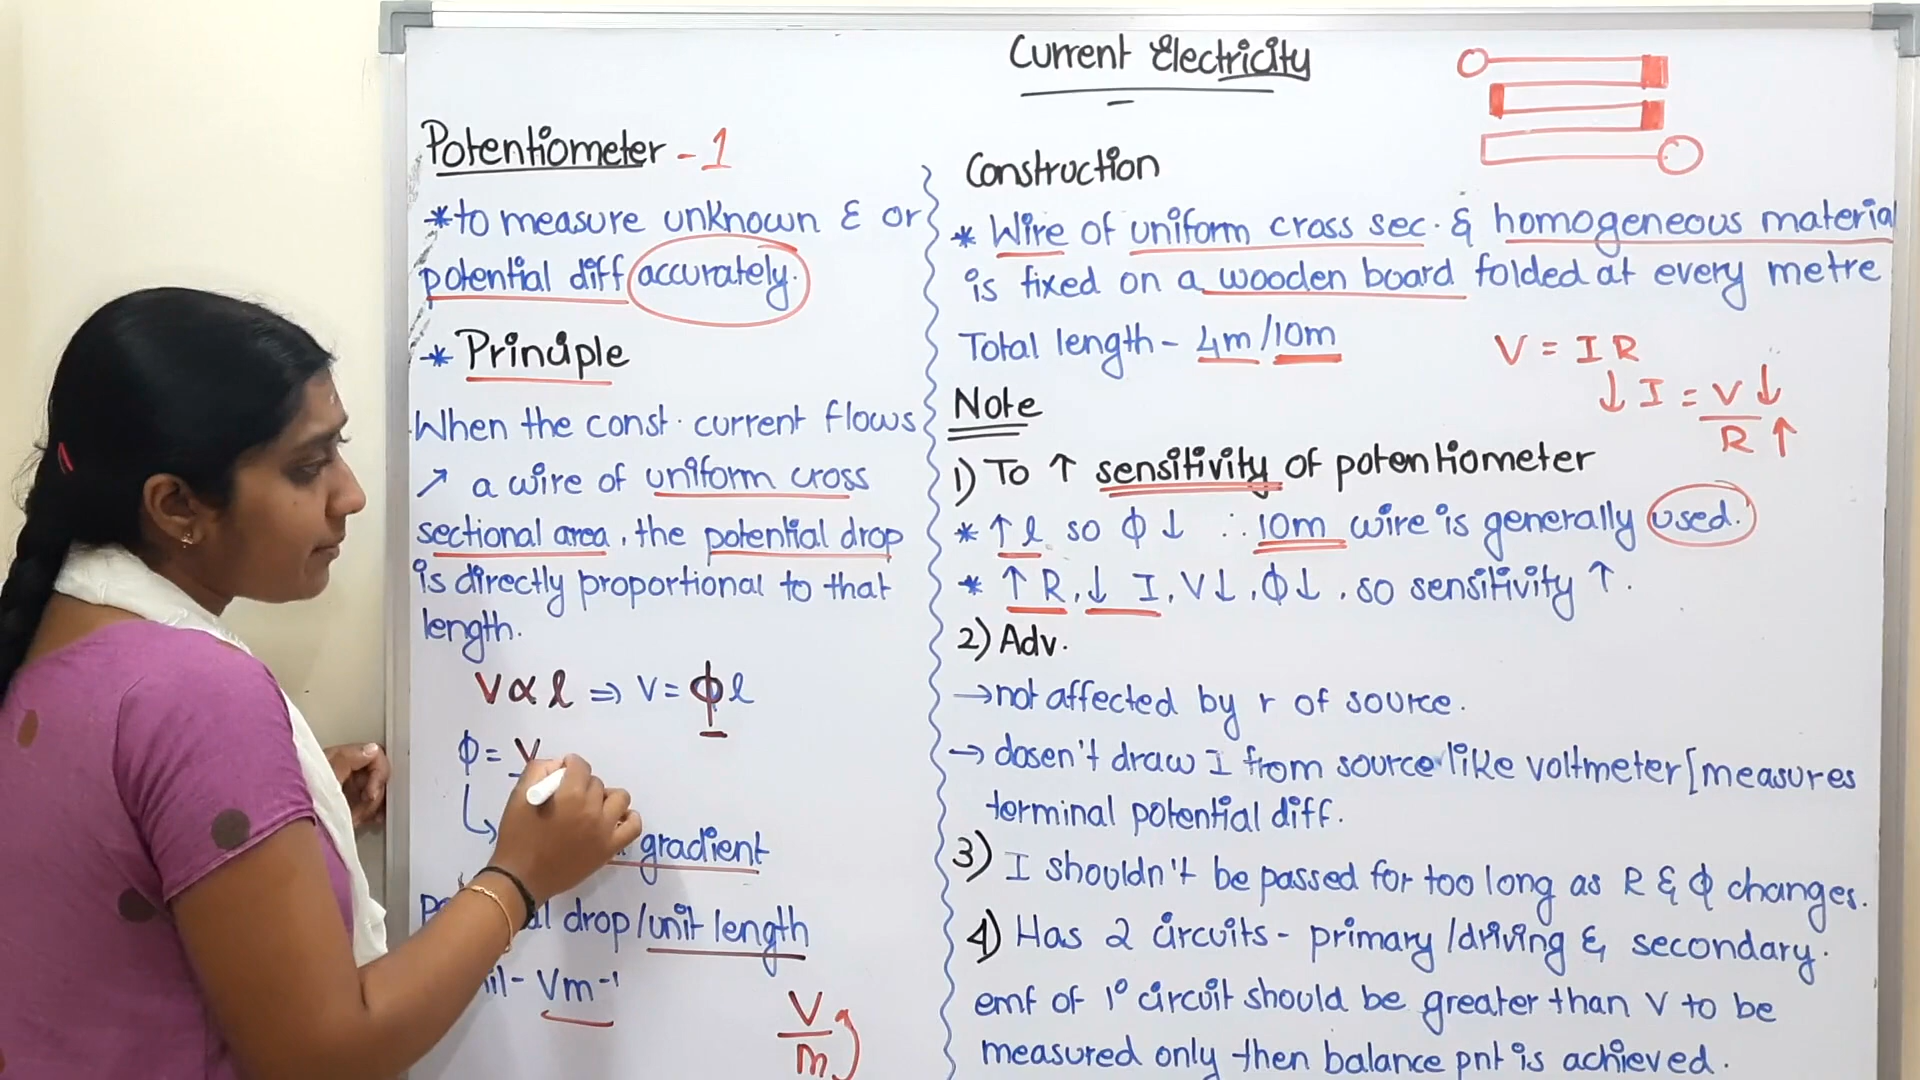 Current Electricity
Potentiometer - 1
* to measure unknown ε or
potential diff accurately.
* Principle
When the const. current flows
↗ a wire of uniform cross
sectional area, the potential drop
is directly proportional to that
length.
V ∝ l ⇒ V = ϕ l
ϕ = V
gradient
drop/unit length
Vm⁻¹
V
m
Construction
* Wire of uniform cross sec. & homogeneous material
is fixed on a wooden board folded at every metre
Total length - 4m/10m
V = I R
↓ I = V ↓
R ↑
Note
1) To ↑ sensitivity of potentiometer
* ↑ l so ϕ ↓ ∴ 10m wire is generally used.
* ↑ R, ↓ I, V↓, ϕ↓, so sensitivity ↑.
2) Adv.
→ not affected by r of source.
→ dosen't draw I from source like voltmeter [measures
terminal potential diff.
3) I shouldn't be passed for too long as R & ϕ changes.
4) Has 2 circuits - primary/driving & secondary.
emf of 1° circuit should be greater than V to be
measured only then balance pnt is achieved.